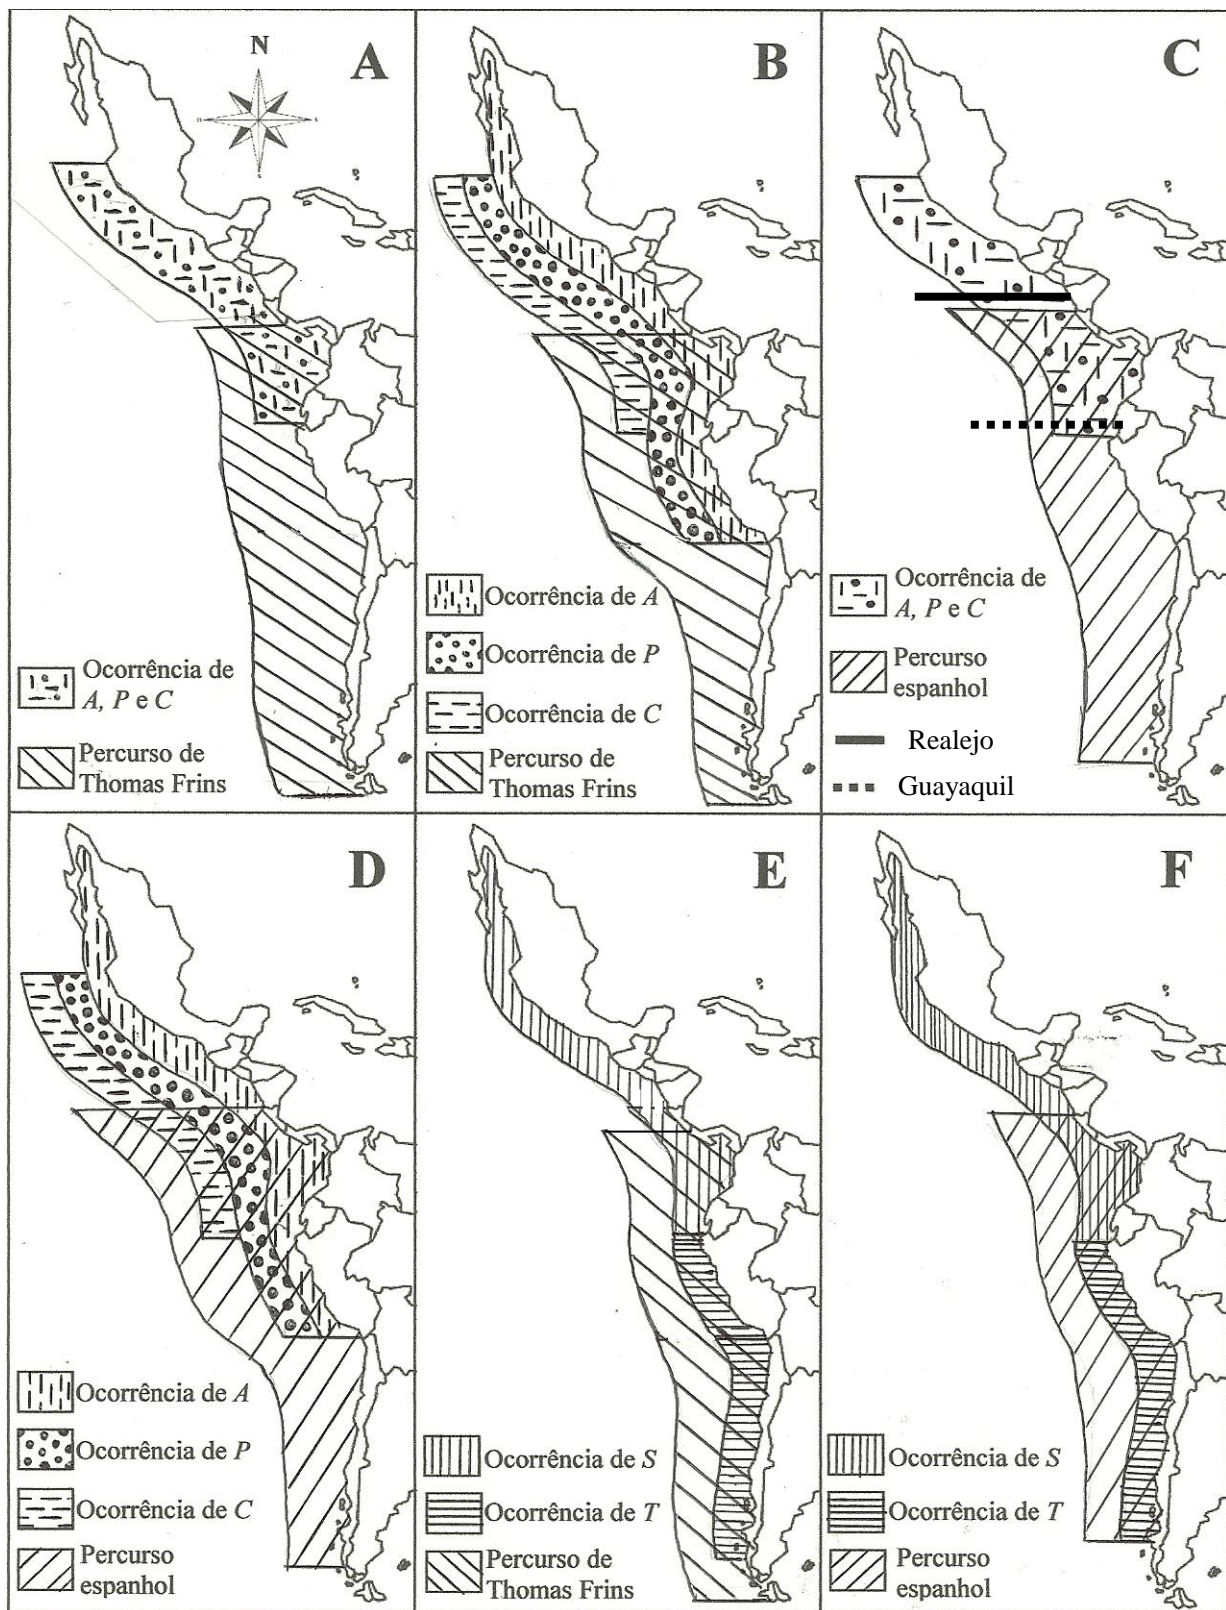 N
A
Ocorrência de
A, P e C
Percurso de
Thomas Frins
B
Ocorrência de A
Ocorrência de P
Ocorrência de C
Percurso de
Thomas Frins
C
Ocorrência de
A, P e C
Percurso
espanhol
Realejo
Guayaquil
D
Ocorrência de A
Ocorrência de P
Ocorrência de C
Percurso
espanhol
E
Ocorrência de S
Ocorrência de T
Percurso de
Thomas Frins
F
Ocorrência de S
Ocorrência de T
Percurso
espanhol